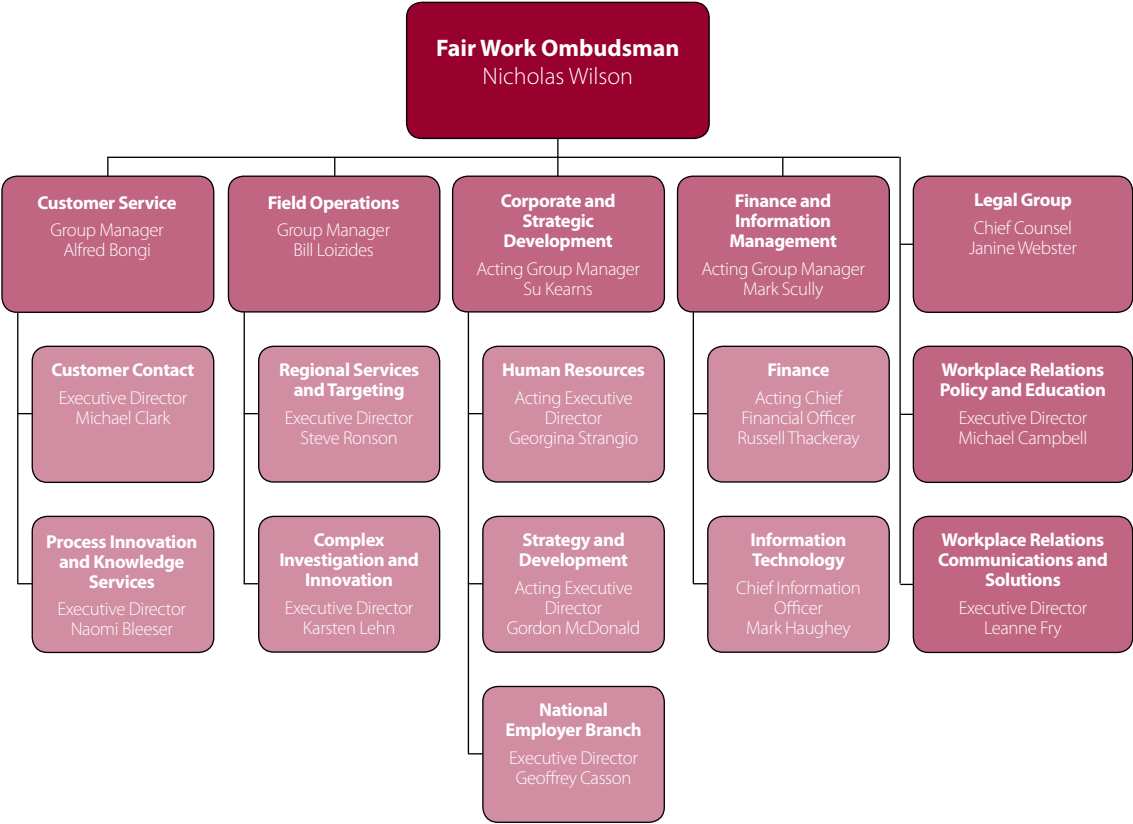 Fair Work Ombudsman
Nicholas Wilson
Customer Service
Group Manager
Alfred Bongi
Field Operations
Group Manager
Bill Loizides
Corporate and
Strategic
Development
Acting Group Manager
Su Kearns
Finance and
Information
Management
Acting Group Manager
Mark Scully
Legal Group
Chief Counsel
Janine Webster
Customer Contact
Executive Director
Michael Clark
Regional Services
and Targeting
Executive Director
Steve Ronson
Human Resources
Acting Executive
Director
Georgina Strangio
Finance
Acting Chief
Financial Officer
Russell Thackeray
Workplace Relations
Policy and Education
Executive Director
Michael Campbell
Process Innovation
and Knowledge
Services
Executive Director
Naomi Bleeser
Complex
Investigation and
Innovation
Executive Director
Karsten Lehn
Strategy and
Development
Acting Executive
Director
Gordon McDonald
Information
Technology
Chief Information
Officer
Mark Haughey
Workplace Relations
Communications and
Solutions
Executive Director
Leanne Fry
National
Employer Branch
Executive Director
Geoffrey Casson